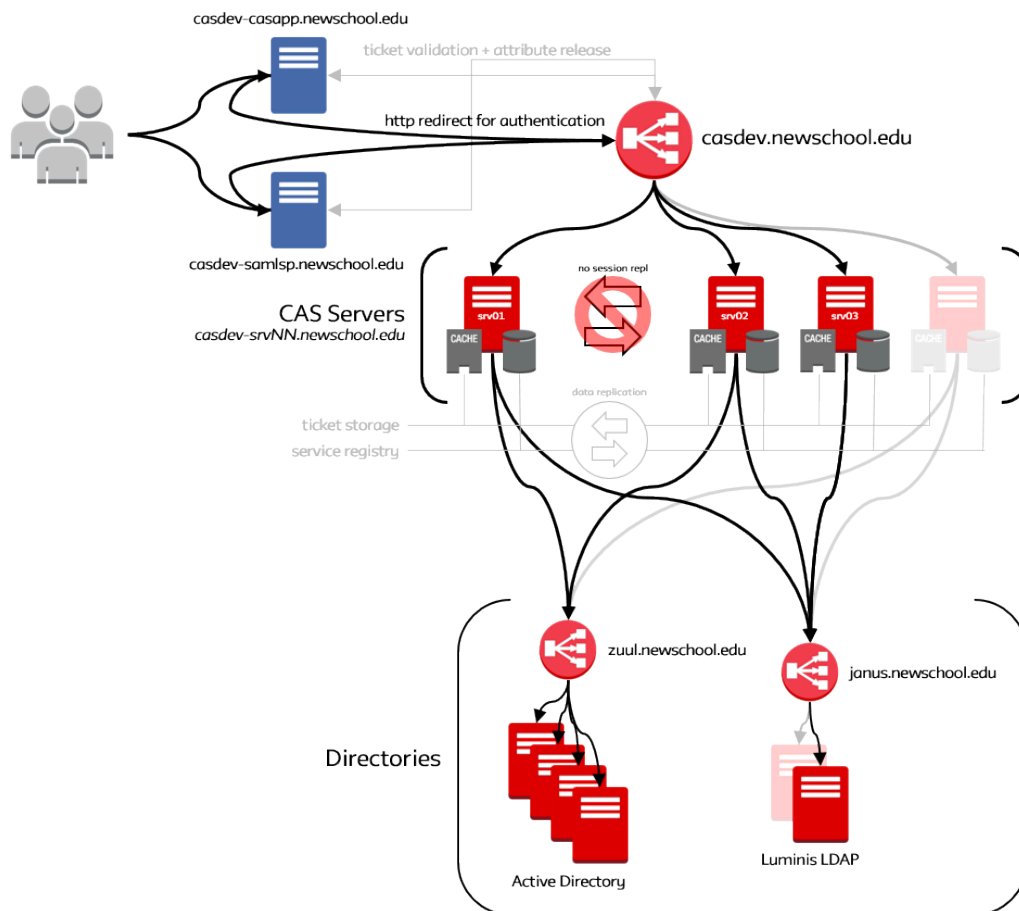 casdev-casapp.newschool.edu
ticket validation + attribute release
http redirect for authentication
casdev.newschool.edu
casdev-samlsp.newschool.edu
no session repl
CAS Servers
casdev-srvNN.newschool.edu
srv01
srv02
srv03
CACHE
CACHE
CACHE
CACHE
data replication
ticket storage
service registry
zuul.newschool.edu
janus.newschool.edu
Directories
Luminis LDAP
Active Directory